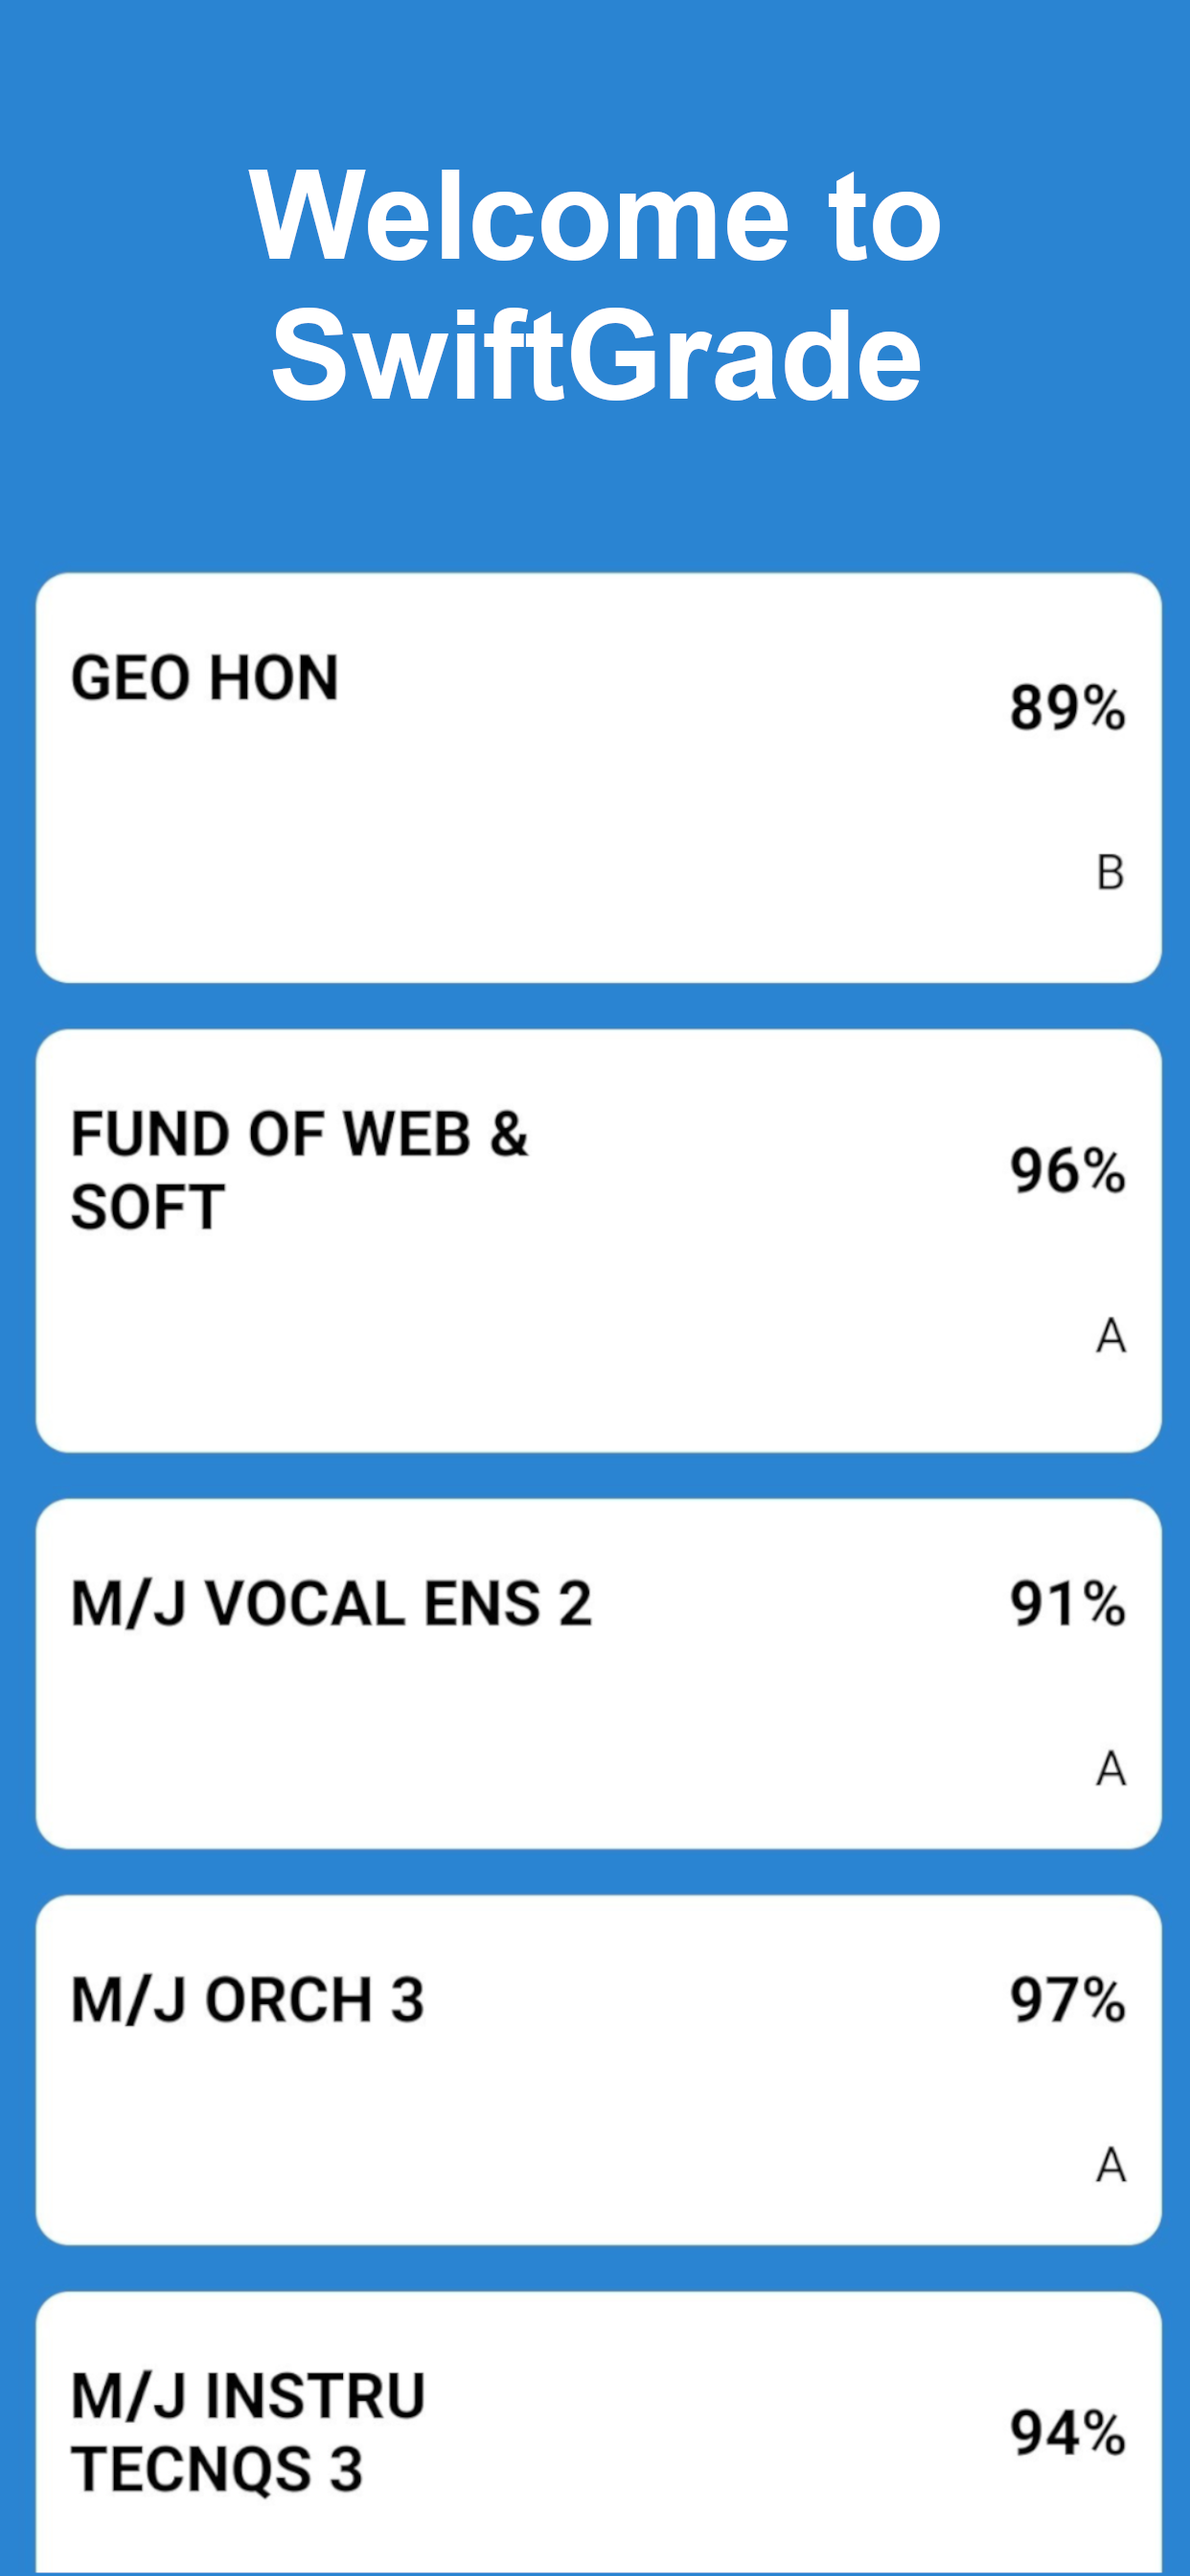 Welcome to
SwiftGrade
GEO HON
89%
B
FUND OF WEB &
SOFT
96%
A
M/J VOCAL ENS 2
91%
A
M/J ORCH 3
97%
A
M/J INSTRU
TECNQS 3
94%